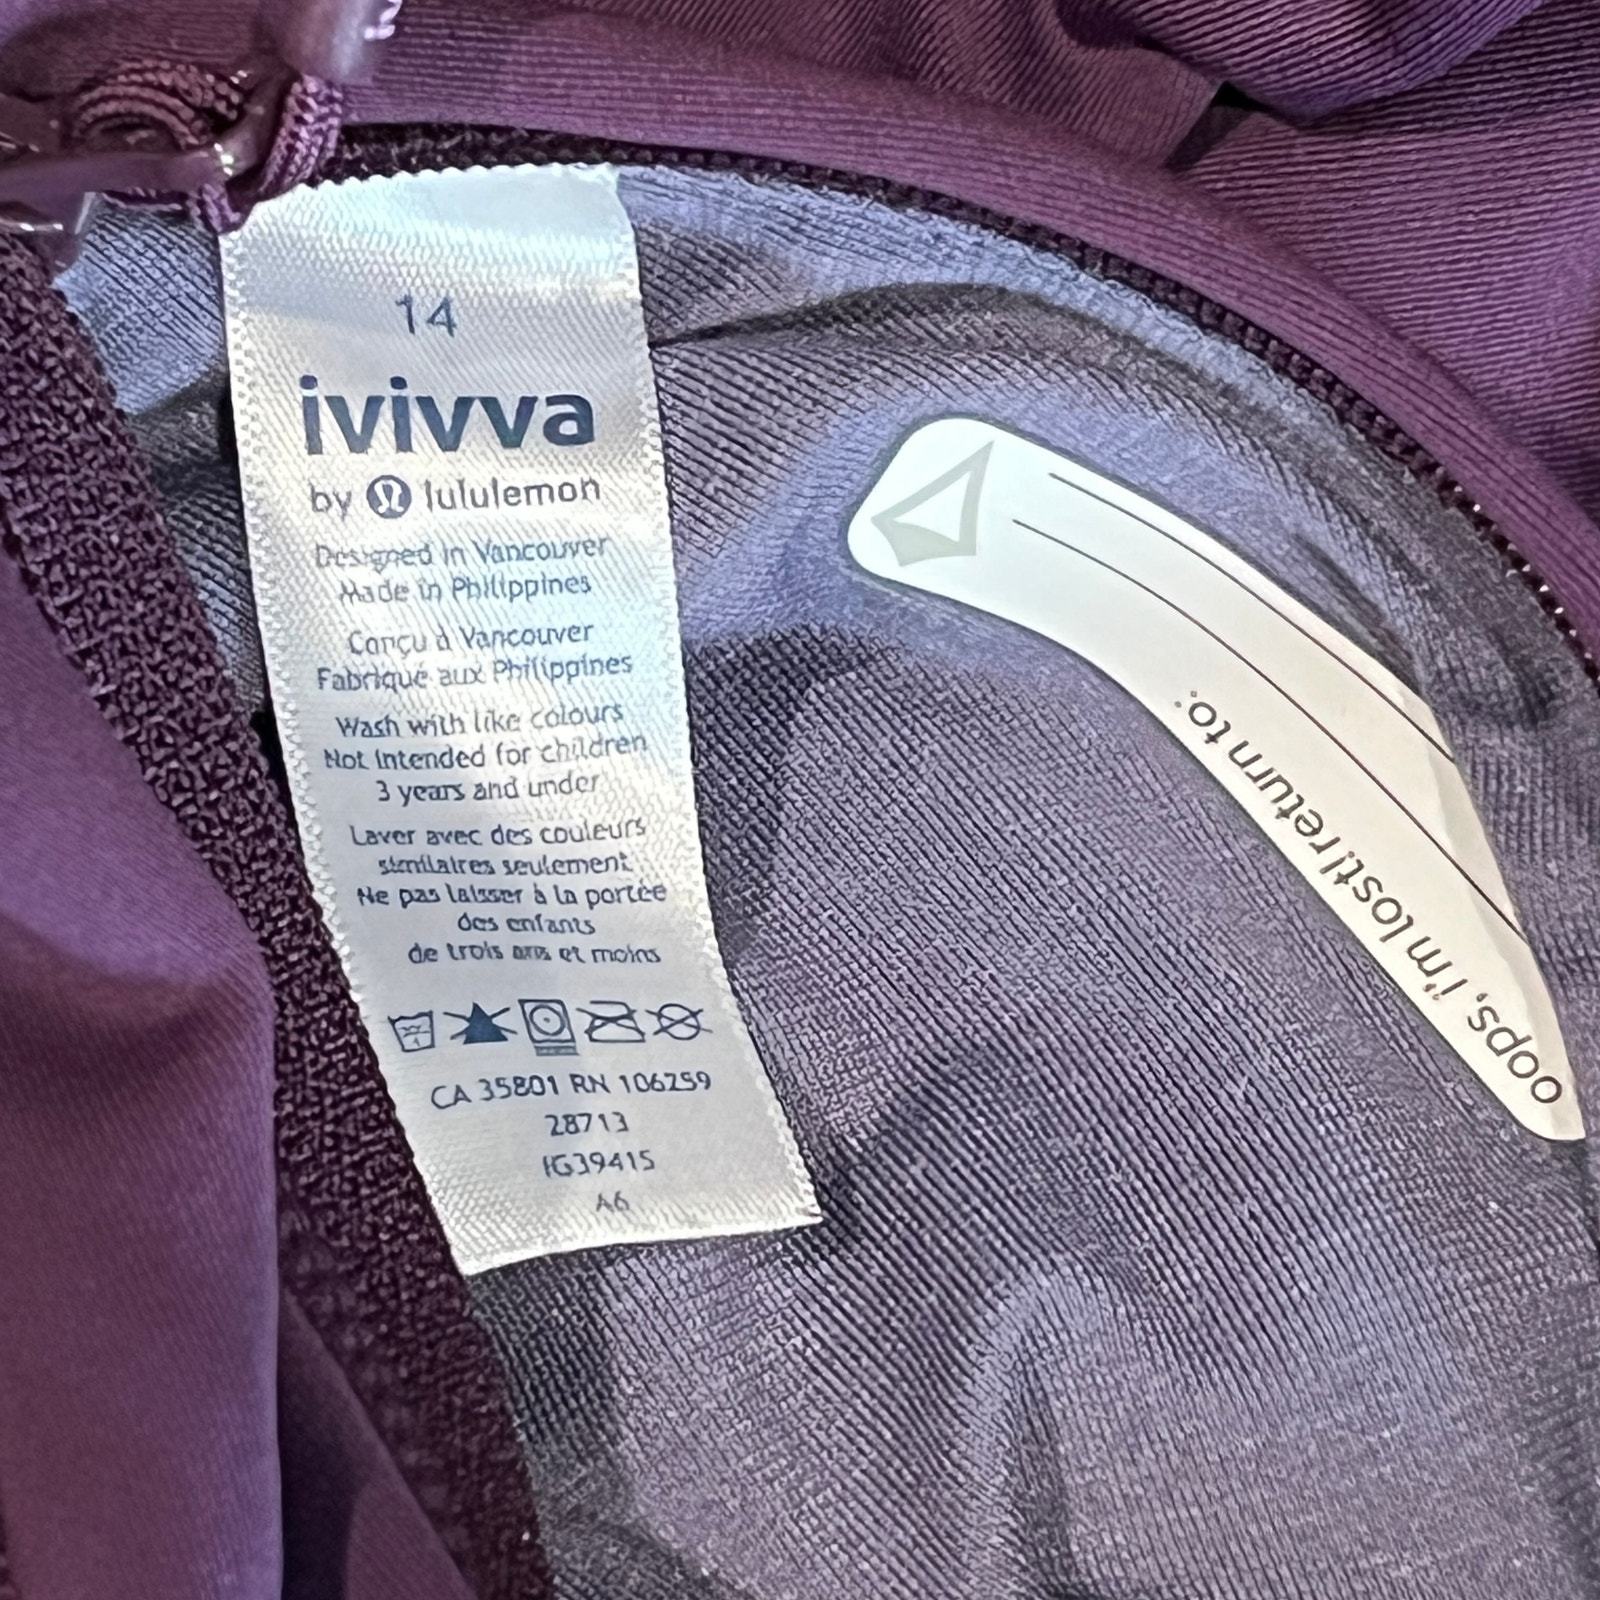 14
ivivva
by lululemon
Designed in Vancouver
Made in Philippines
Conçu à Vancouver
Fabriqué aux Philippines
Wash with like colours
Not intended for children
3 years and under
Laver avec des couleurs
similaires seulement
Ne pas laisser à la portée
des enfants
de trois ans et moins
CA 35801 RN 106259
28713
IG39415
A6
oops, i'm lost! return to: